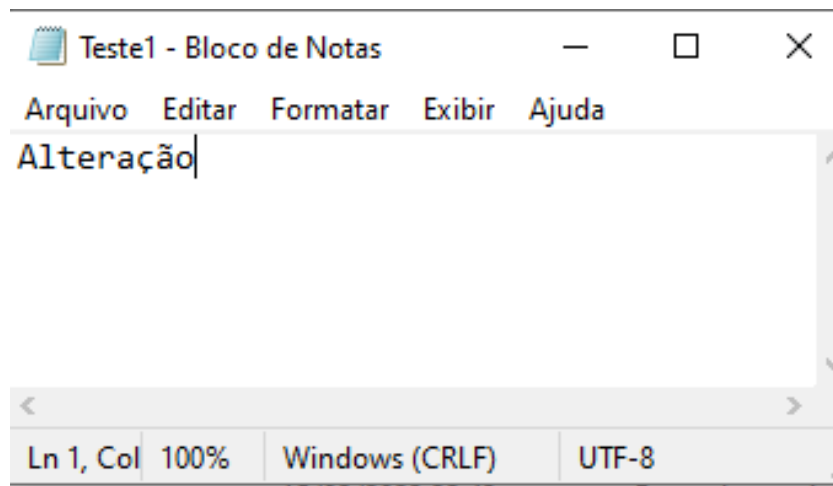 Teste1 - Bloco de Notas
Arquivo Editar Formatar Exibir Ajuda
Alteração
Ln 1, Col 100% Windows (CRLF) UTF-8